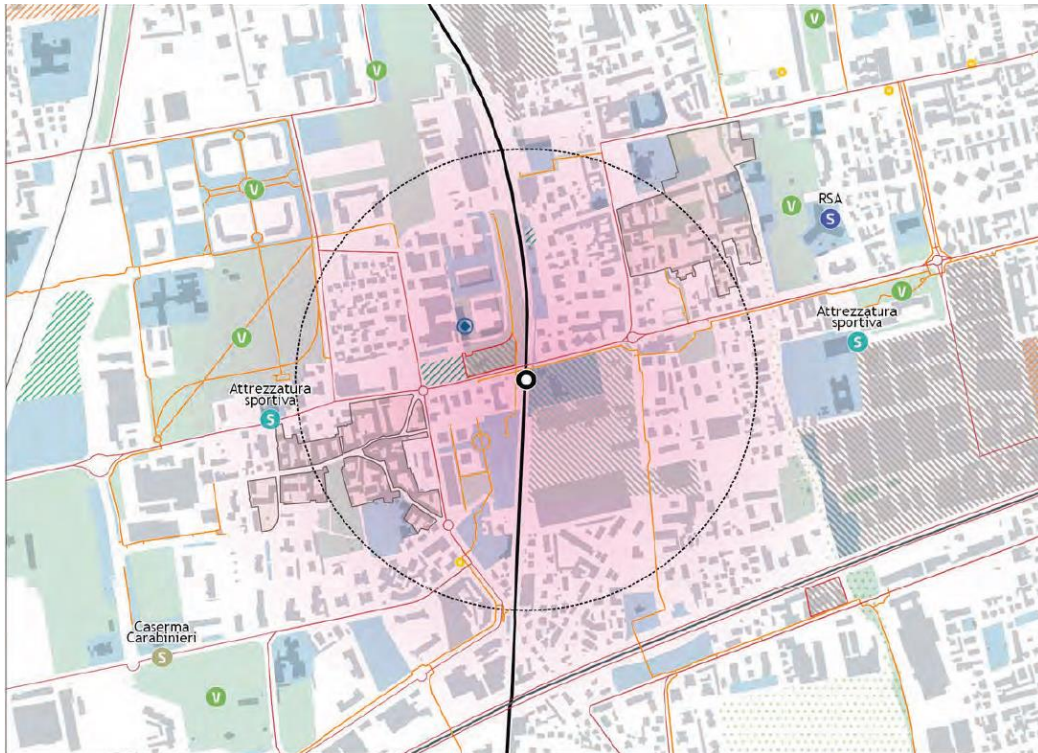 V
V
V
RSA
V
S
V
V
Attrezzatura
sportiva
S
Attrezzatura
sportiva
S
Caserma
Carabinieri
S
V